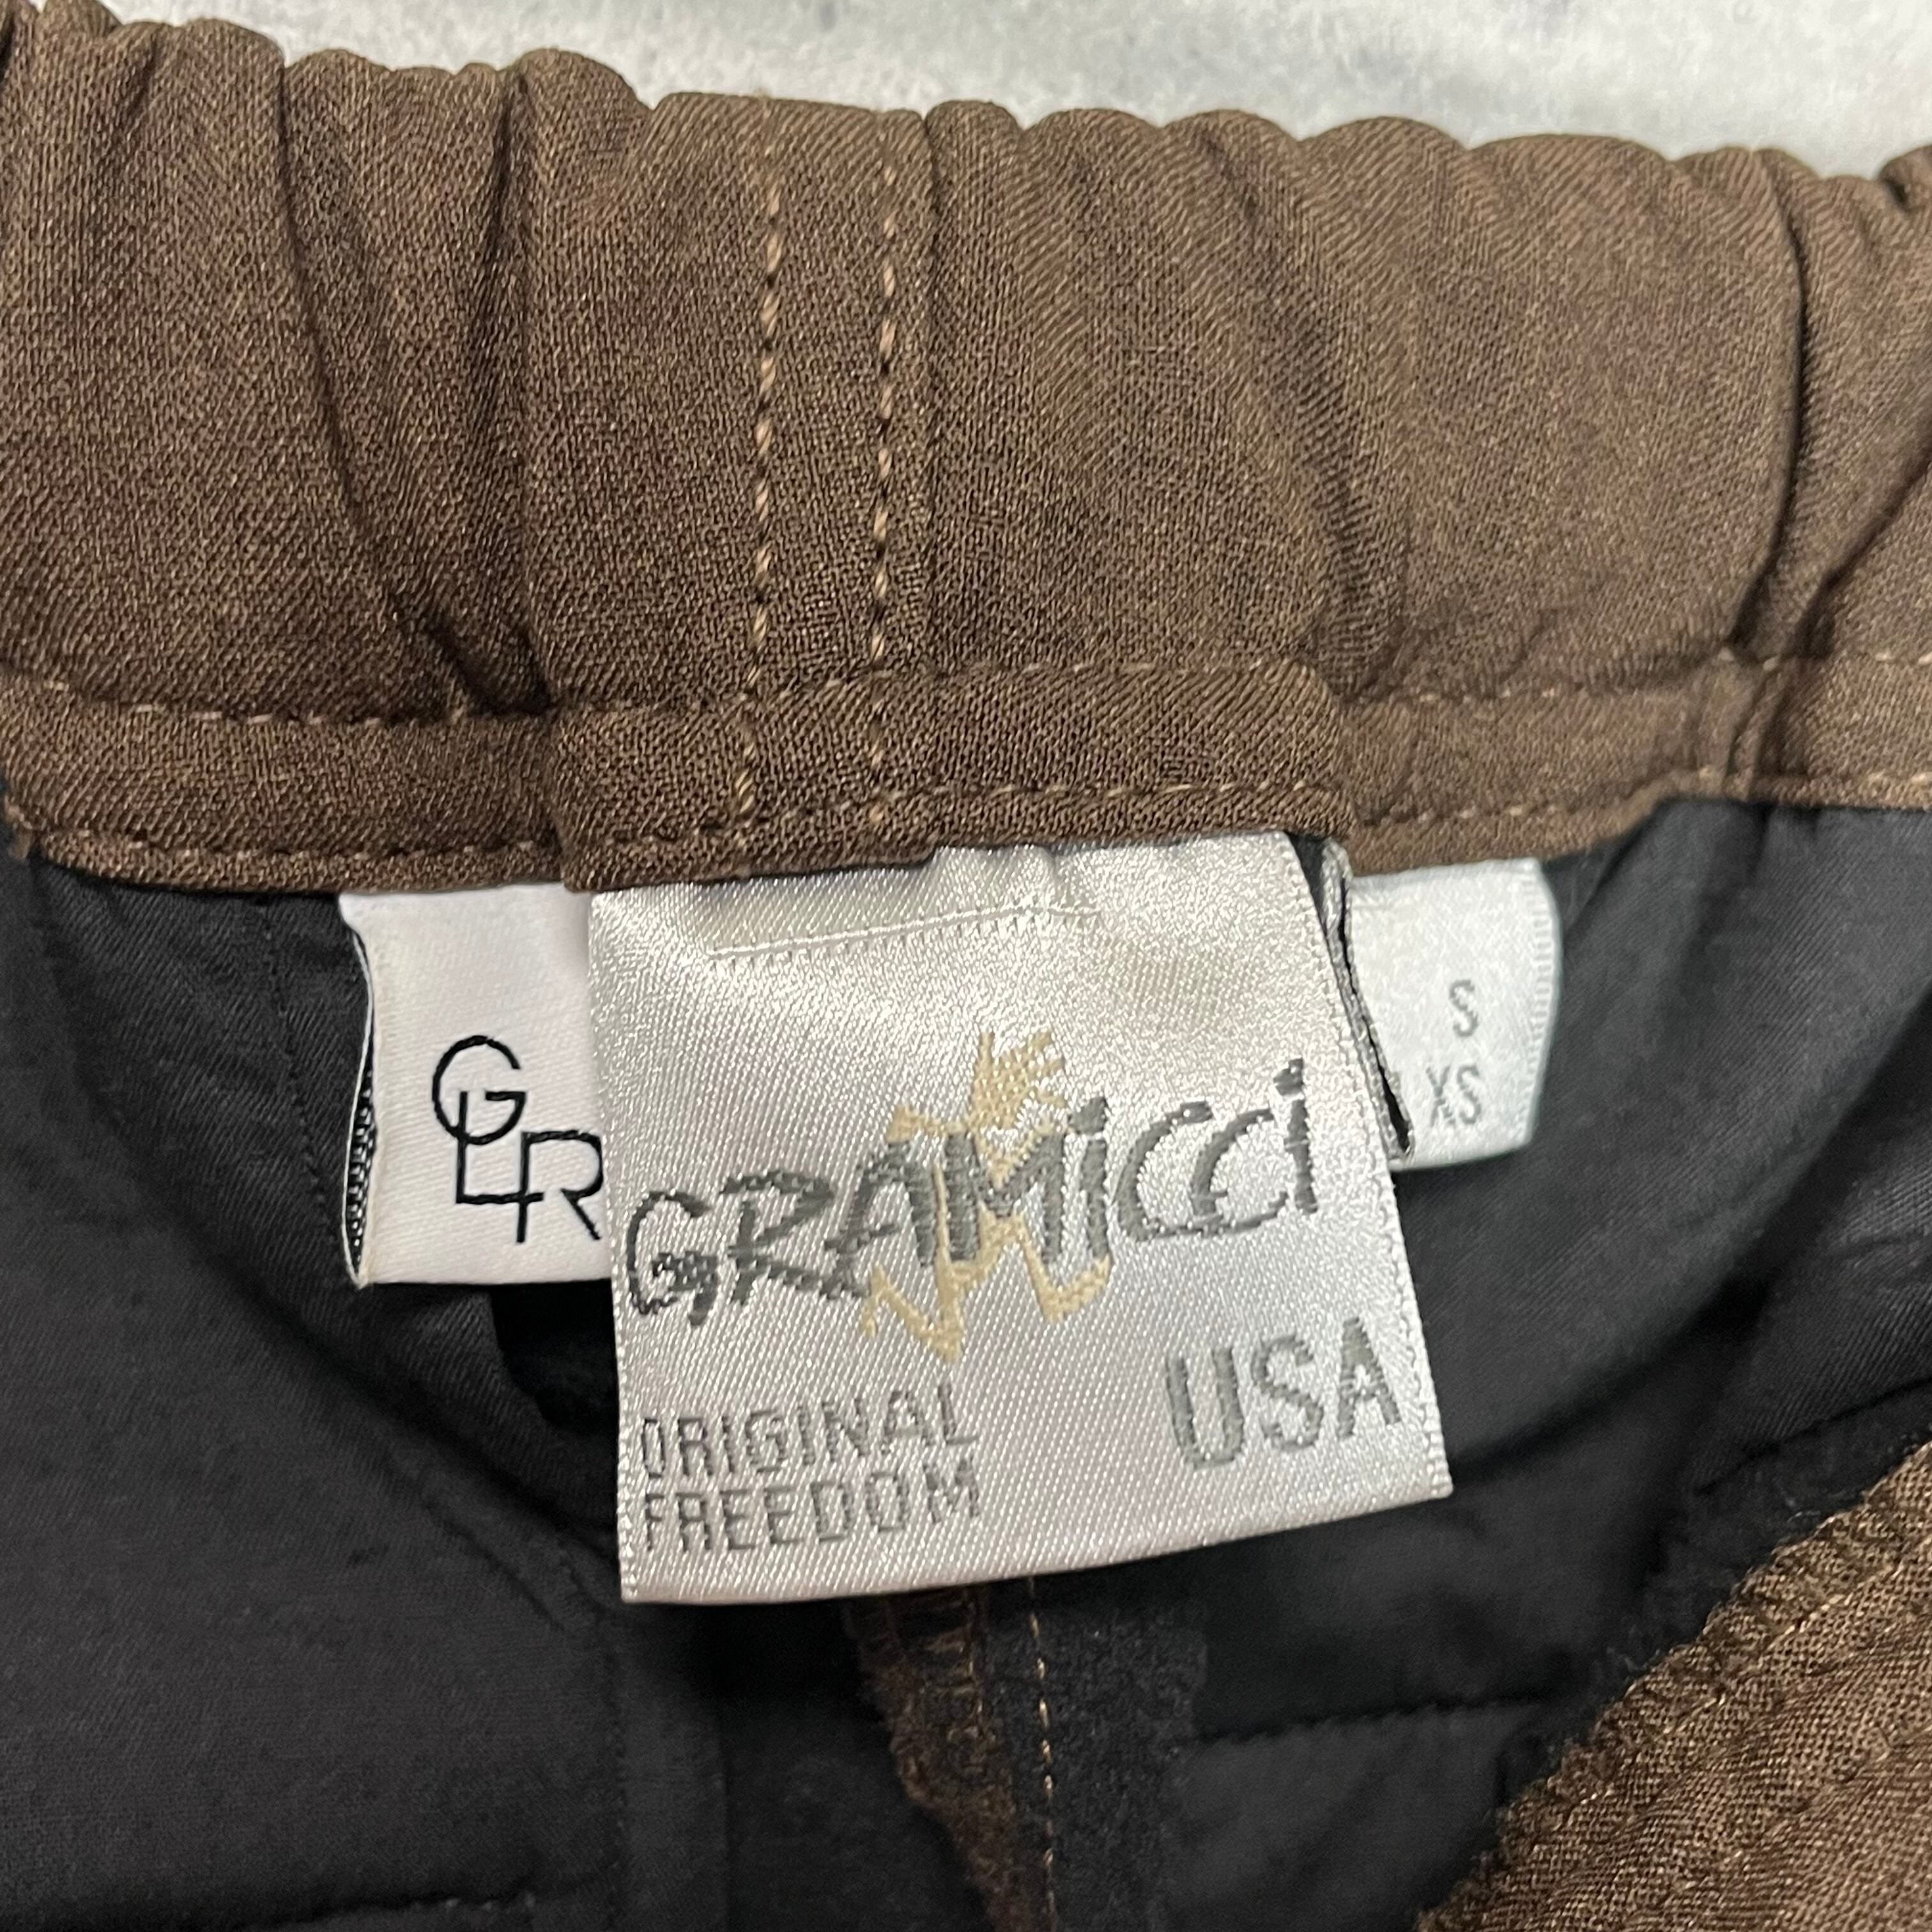 GLR
GRAMiCCi
ORIGINAL
FREEDOM
USA
S
XS